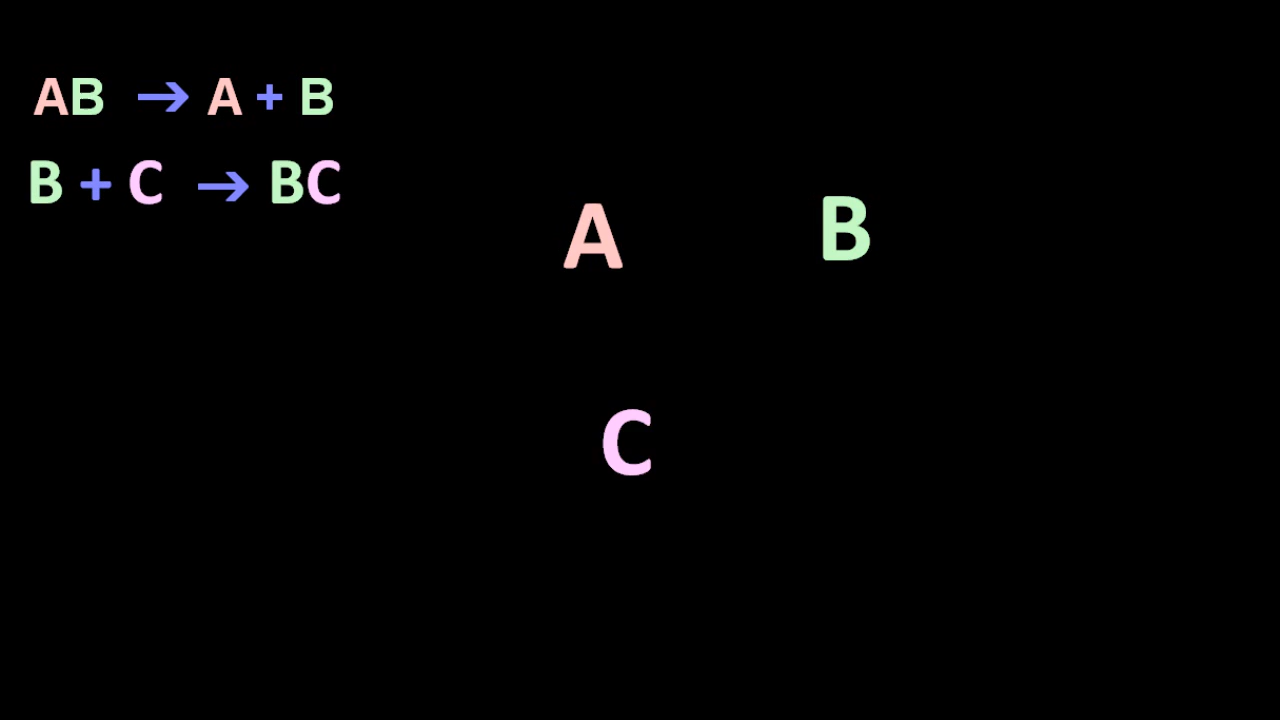 AB → A + B
B + C → BC
A B
C